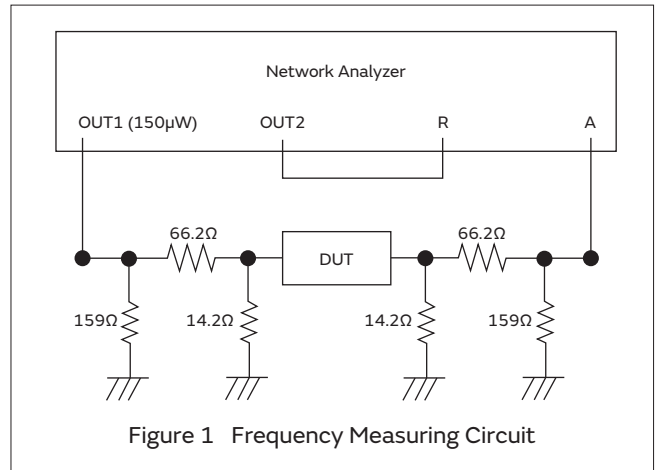 Network Analyzer
OUT1 (150µW) OUT2 R A
66.2Ω 66.2Ω
DUT
159Ω 14.2Ω 14.2Ω 159Ω
Figure 1 Frequency Measuring Circuit